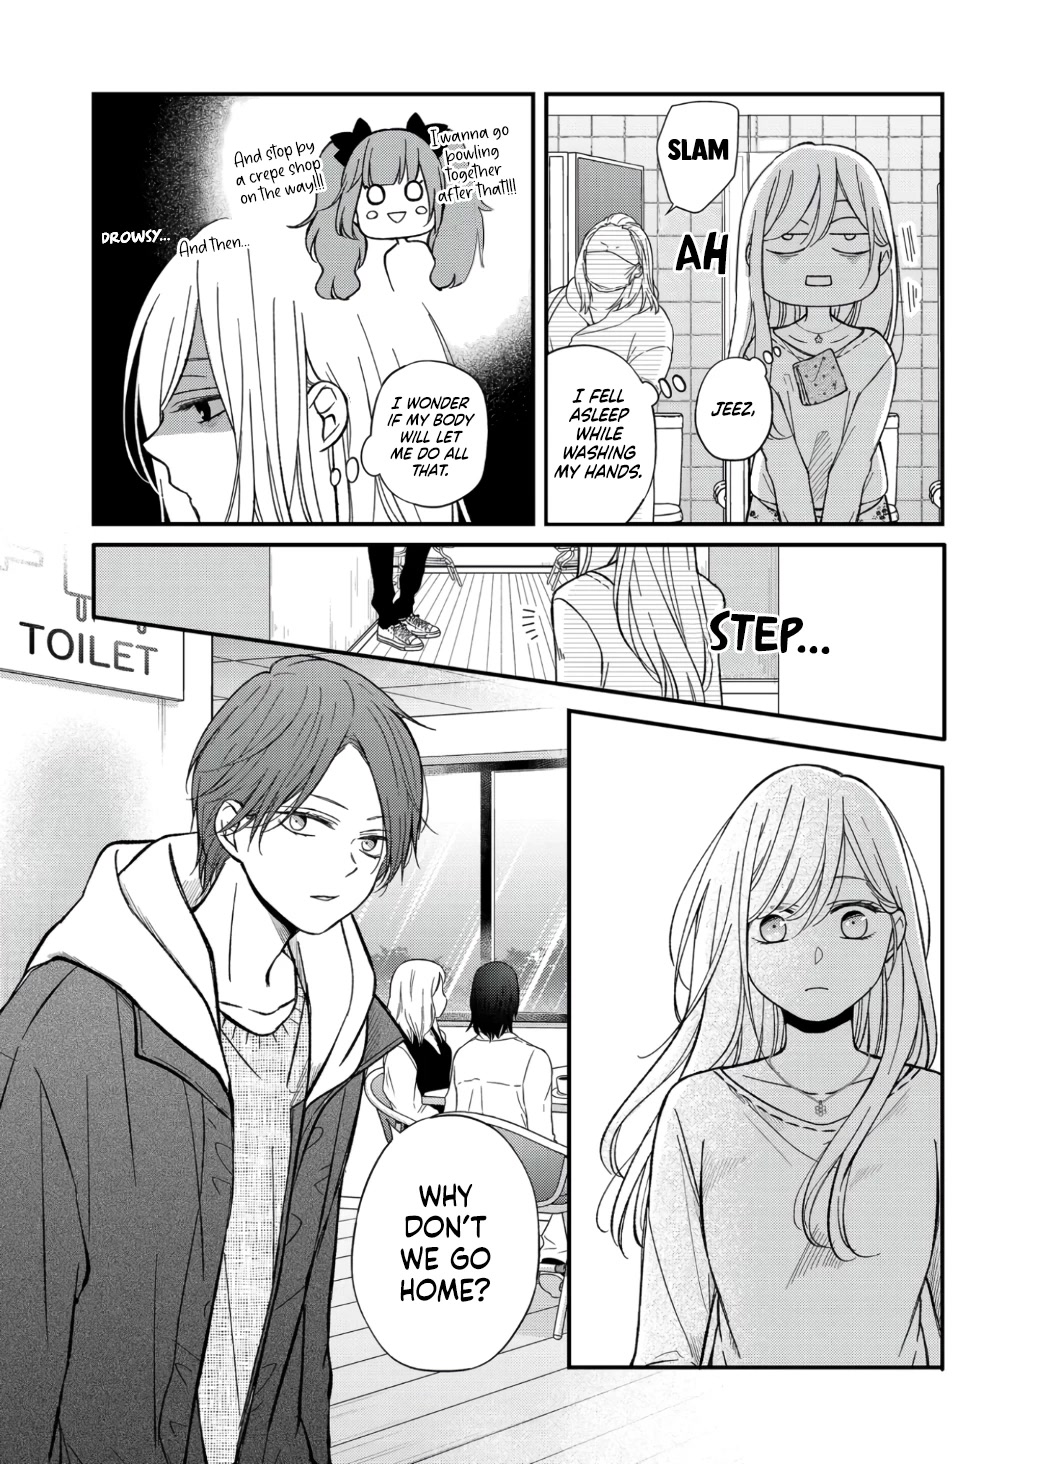 SLAM
AH
JEEZ,
I FELL
ASLEEP
WHILE
WASHING
MY HANDS.
I wanna go
bowling
together
after that!!!
And stop by
a crepe shop
on the way!!!
And then...
DROWSY...
I WONDER
IF MY BODY
WILL LET
ME DO ALL
THAT.
STEP...
TOILET
WHY
DON'T
WE GO
HOME?